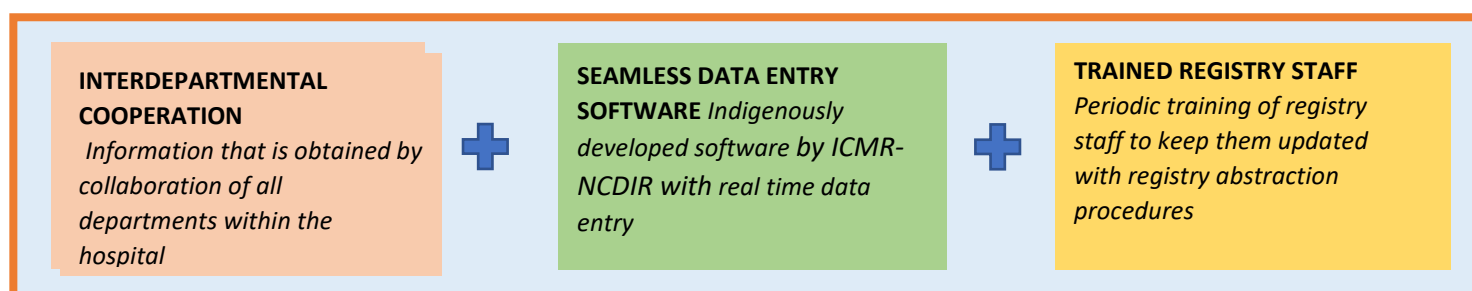 INTERDEPARTMENTAL
COOPERATION
Information that is obtained by
collaboration of all
departments within the
hospital
SEAMLESS DATA ENTRY
SOFTWARE Indigenously
developed software by ICMR-
NCDIR with real time data
entry
TRAINED REGISTRY STAFF
Periodic training of registry
staff to keep them updated
with registry abstraction
procedures